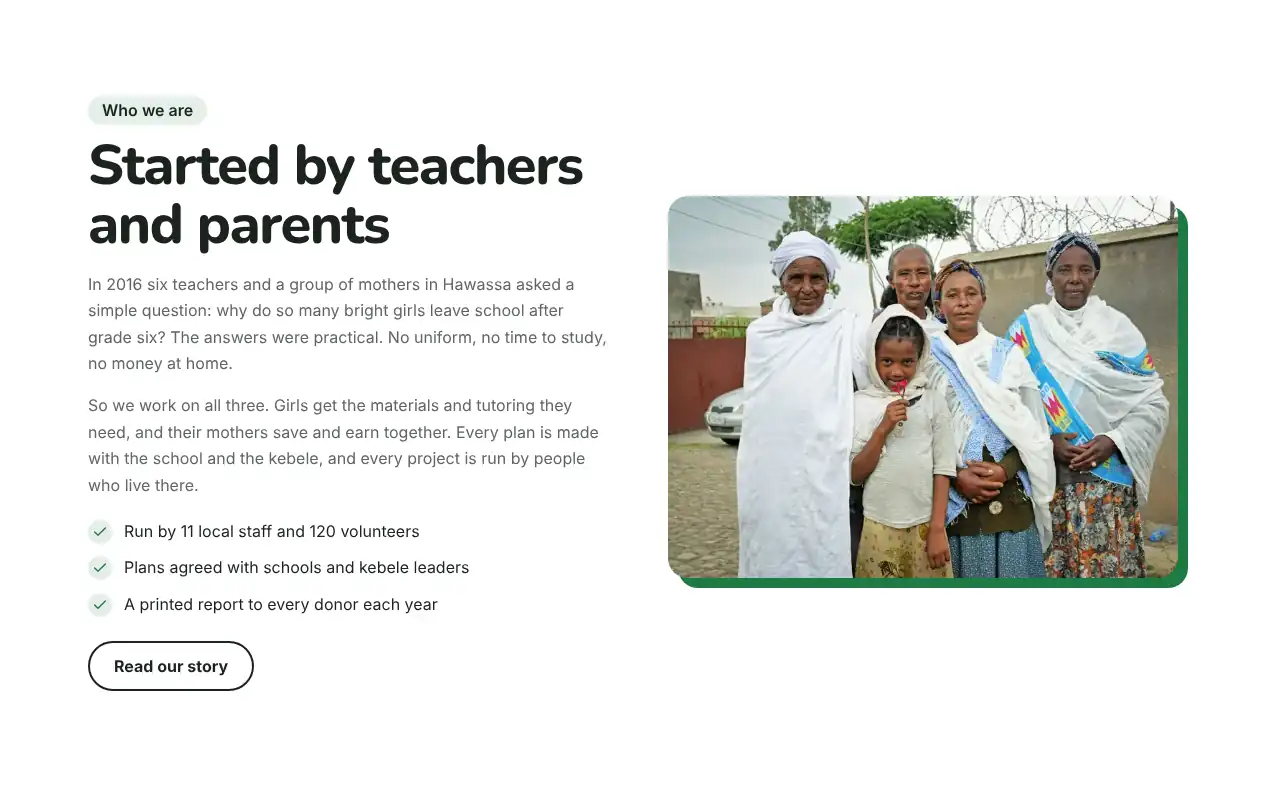 Who we are
Started by teachers
and parents
In 2016 six teachers and a group of mothers in Hawassa asked a
simple question: why do so many bright girls leave school after
grade six? The answers were practical. No uniform, no time to study,
no money at home.
So we work on all three. Girls get the materials and tutoring they
need, and their mothers save and earn together. Every plan is made
with the school and the kebele, and every project is run by people
who live there.
Run by 11 local staff and 120 volunteers
Plans agreed with schools and kebele leaders
A printed report to every donor each year
Read our story